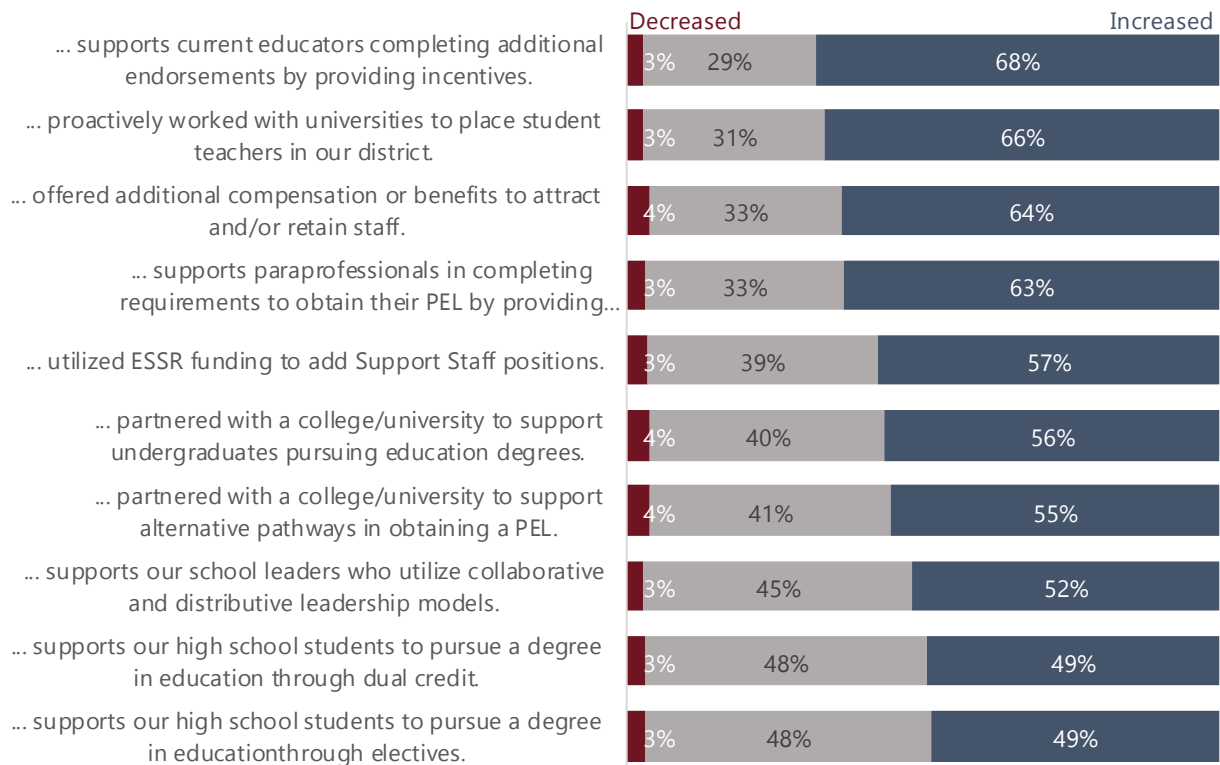 Decreased Increased
... supports current educators completing additional
endorsements by providing incentives.
3% 29% 68%
... proactively worked with universities to place student
teachers in our district.
3% 31% 66%
... offered additional compensation or benefits to attract
and/or retain staff.
4% 33% 64%
... supports paraprofessionals in completing
requirements to obtain their PEL by providing...
3% 33% 63%
... utilized ESSR funding to add Support Staff positions.
3% 39% 57%
... partnered with a college/university to support
undergraduates pursuing education degrees.
4% 40% 56%
... partnered with a college/university to support
alternative pathways in obtaining a PEL.
4% 41% 55%
... supports our school leaders who utilize collaborative
and distributive leadership models.
3% 45% 52%
... supports our high school students to pursue a degree
in education through dual credit.
3% 48% 49%
... supports our high school students to pursue a degree
in educationthrough electives.
3% 48% 49%